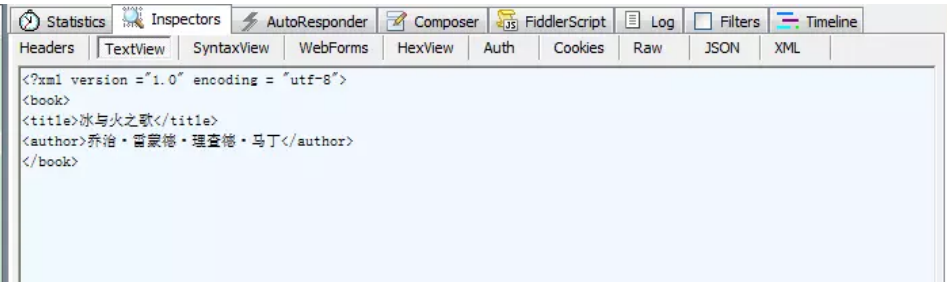 Statistics Inspectors AutoResponder Composer FiddlerScript Log Filters Timeline
Headers TextView SyntaxView WebForms HexView Auth Cookies Raw JSON XML
<?xml version ="1.0" encoding = "utf-8">
<book>
<title>冰与火之歌</title>
<author>乔治·雷蒙德·理查德·马丁</author>
</book>